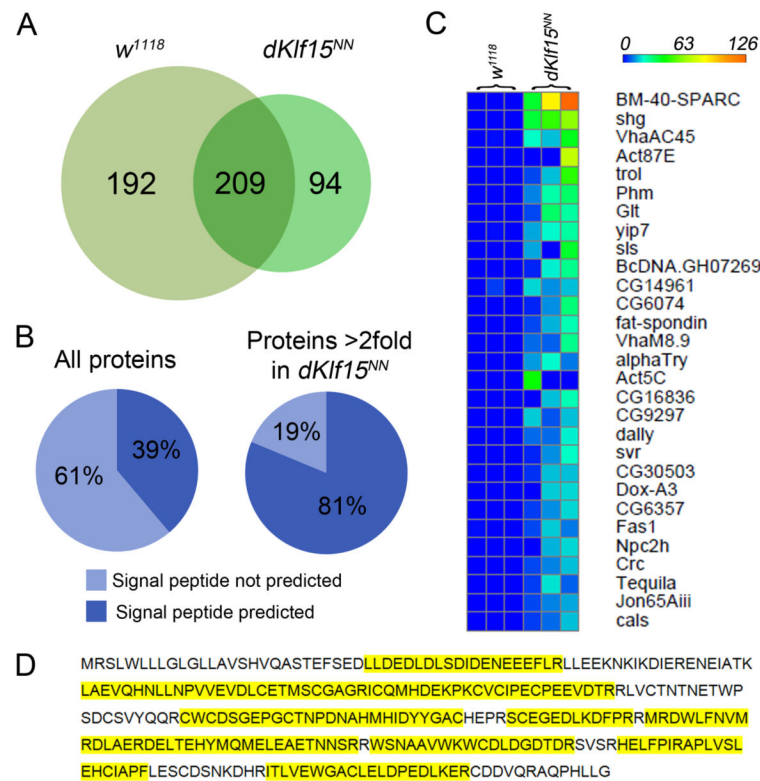 A
w1118
dKlf15NN
192
209
94
B
All proteins
61%
39%
Proteins >2fold
in dKlf15NN
19%
81%
Signal peptide not predicted
Signal peptide predicted
C
w1118
dKlf15NN
0 63 126
BM-40-SPARC
shg
VhaAC45
Act87E
trol
Phm
Glt
yip7
sls
BcDNA.GH07269
CG14961
CG6074
fat-spondin
VhaM8.9
alphaTry
Act5C
CG16836
CG9297
dally
svr
CG30503
Dox-A3
CG6357
Fas1
Npc2h
Crc
Tequila
Jon65Aiii
cals
D
MRSLWLLLGLGLLAVSHVQASTEFSEDLLDEDLDLSDIDENEEEFLRLLEEKNKIKDIERENEIATK
LAEVQHNLLNPVVEVDLCETMSCGAGRICQMHDEKPKCVCIPECPEEVDTRRLVCTNTNETWP
SDCSVYQQRCWCDSGEPGCTNPDNAHMHIDYYGACHEPRSCEGEDLKDFPRRMRDWLFNVM
RDLAERDELTEHYMQMELEAETNNSRRWSNAAVWKWCDLDGDTDRSVSRHELFPIRAPLVSL
EHCIAPFLESCDSNKDHRITLVEWGACLELDPEDLKERCDDVQRAQPHLLG